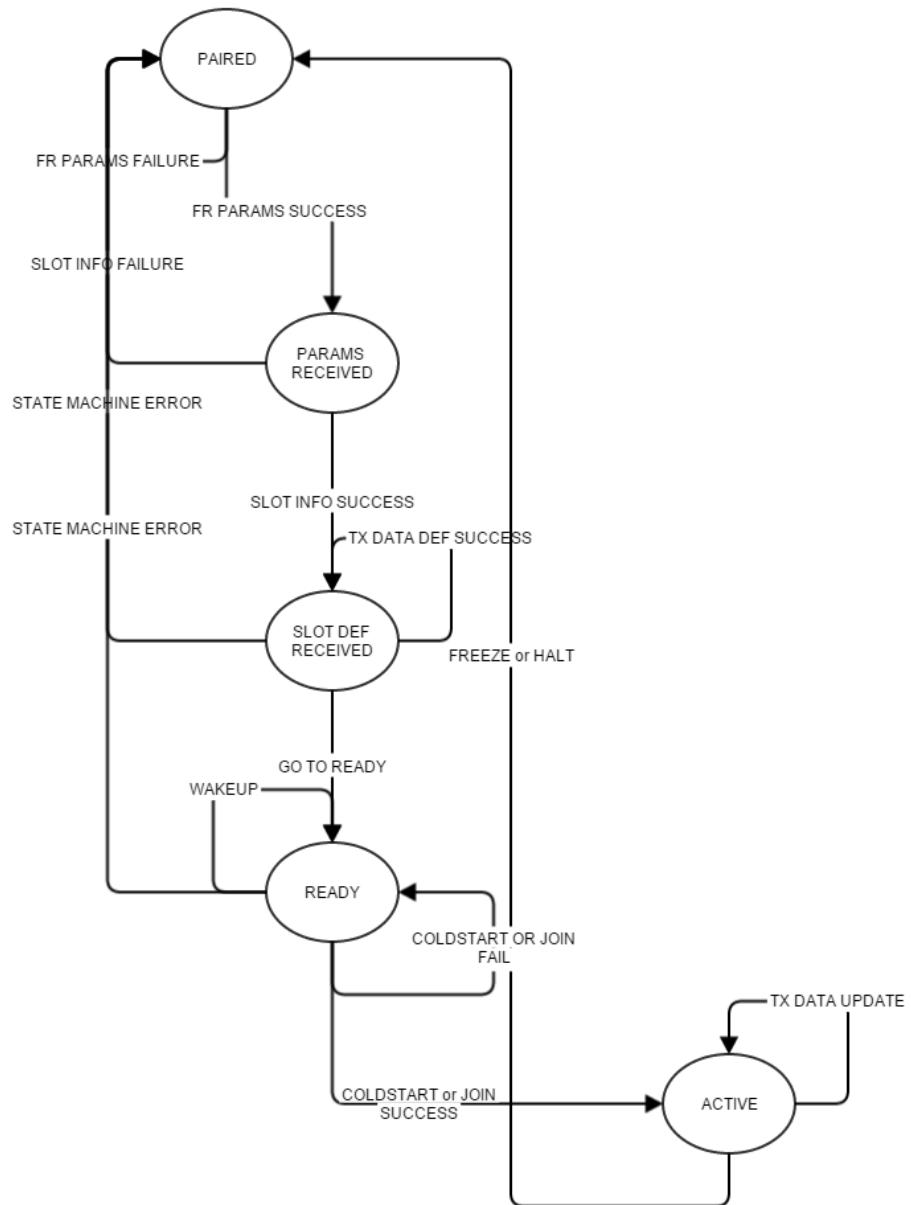 PAIRED
FR PARAMS FAILURE
FR PARAMS SUCCESS
SLOT INFO FAILURE
PARAMS
RECEIVED
STATE MACHINE ERROR
SLOT INFO SUCCESS
STATE MACHINE ERROR
TX DATA DEF SUCCESS
SLOT DEF
RECEIVED
FREEZE or HALT
GO TO READY
WAKEUP
READY
COLDSTART OR JOIN
FAIL
TX DATA UPDATE
COLDSTART or JOIN
SUCCESS
ACTIVE